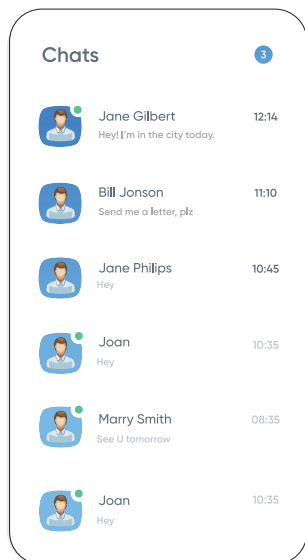 Chats
3
Jane Gilbert
12:14
Hey! I'm in the city today.
Bill Jonson
11:10
Send me a letter, plz
Jane Philips
10:45
Hey
Joan
10:35
Hey
Marry Smith
08:35
See U tomorrow
Joan
10:35
Hey